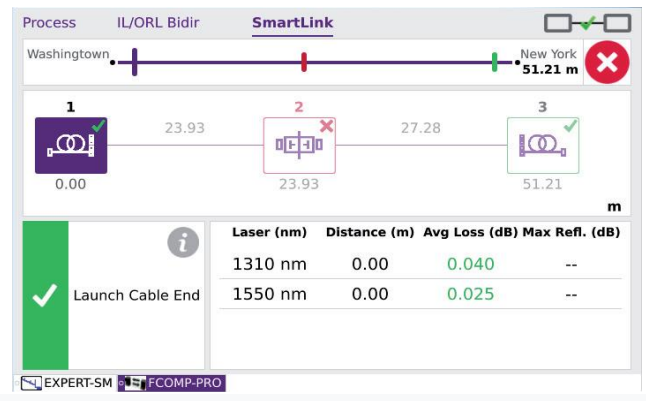 Process IL/ORL Bidir SmartLink
Washingtown New York
51.21 m
1 2 3
23.93 27.28
0.00 23.93 51.21
m
i
Launch Cable End
Laser (nm) Distance (m) Avg Loss (dB) Max Refl. (dB)
1310 nm 0.00 0.040 --
1550 nm 0.00 0.025 --
EXPERT-SM FCOMP-PRO